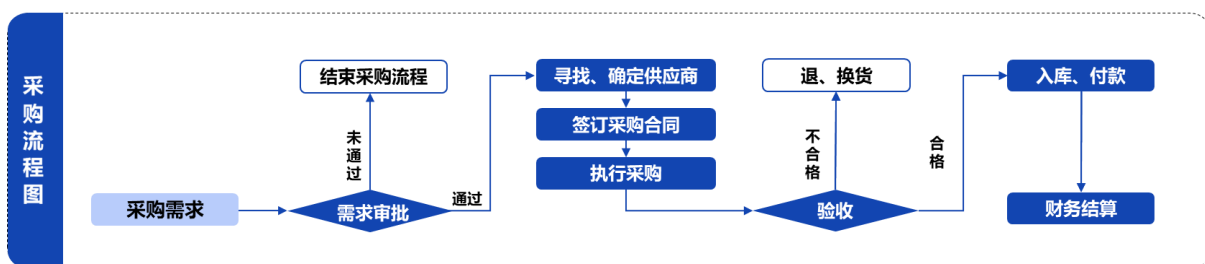 采购流程图
采购需求
需求审批
未通过
结束采购流程
通过
寻找、确定供应商
签订采购合同
执行采购
验收
不合格
退、换货
合格
入库、付款
财务结算